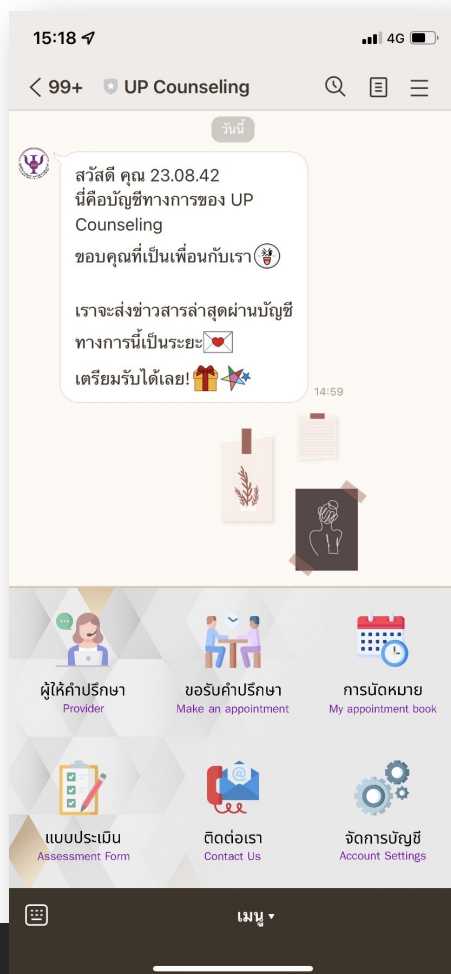 15:18
4G
99+
UP Counseling
วันนี้
สวัสดี คุณ 23.08.42
นี่คือบัญชีทางการของ UP
Counseling
ขอบคุณที่เป็นเพื่อนกับเรา
เราจะส่งข่าวสารล่าสุดผ่านบัญชี
ทางการนี้เป็นระยะ
เตรียมรับได้เลย!
14:59
ผู้ให้คำปรึกษา
Provider
ขอรับคำปรึกษา
Make an appointment
การนัดหมาย
My appointment book
แบบประเมิน
Assessment Form
ติดต่อเรา
Contact Us
จัดการบัญชี
Account Settings
เมนู